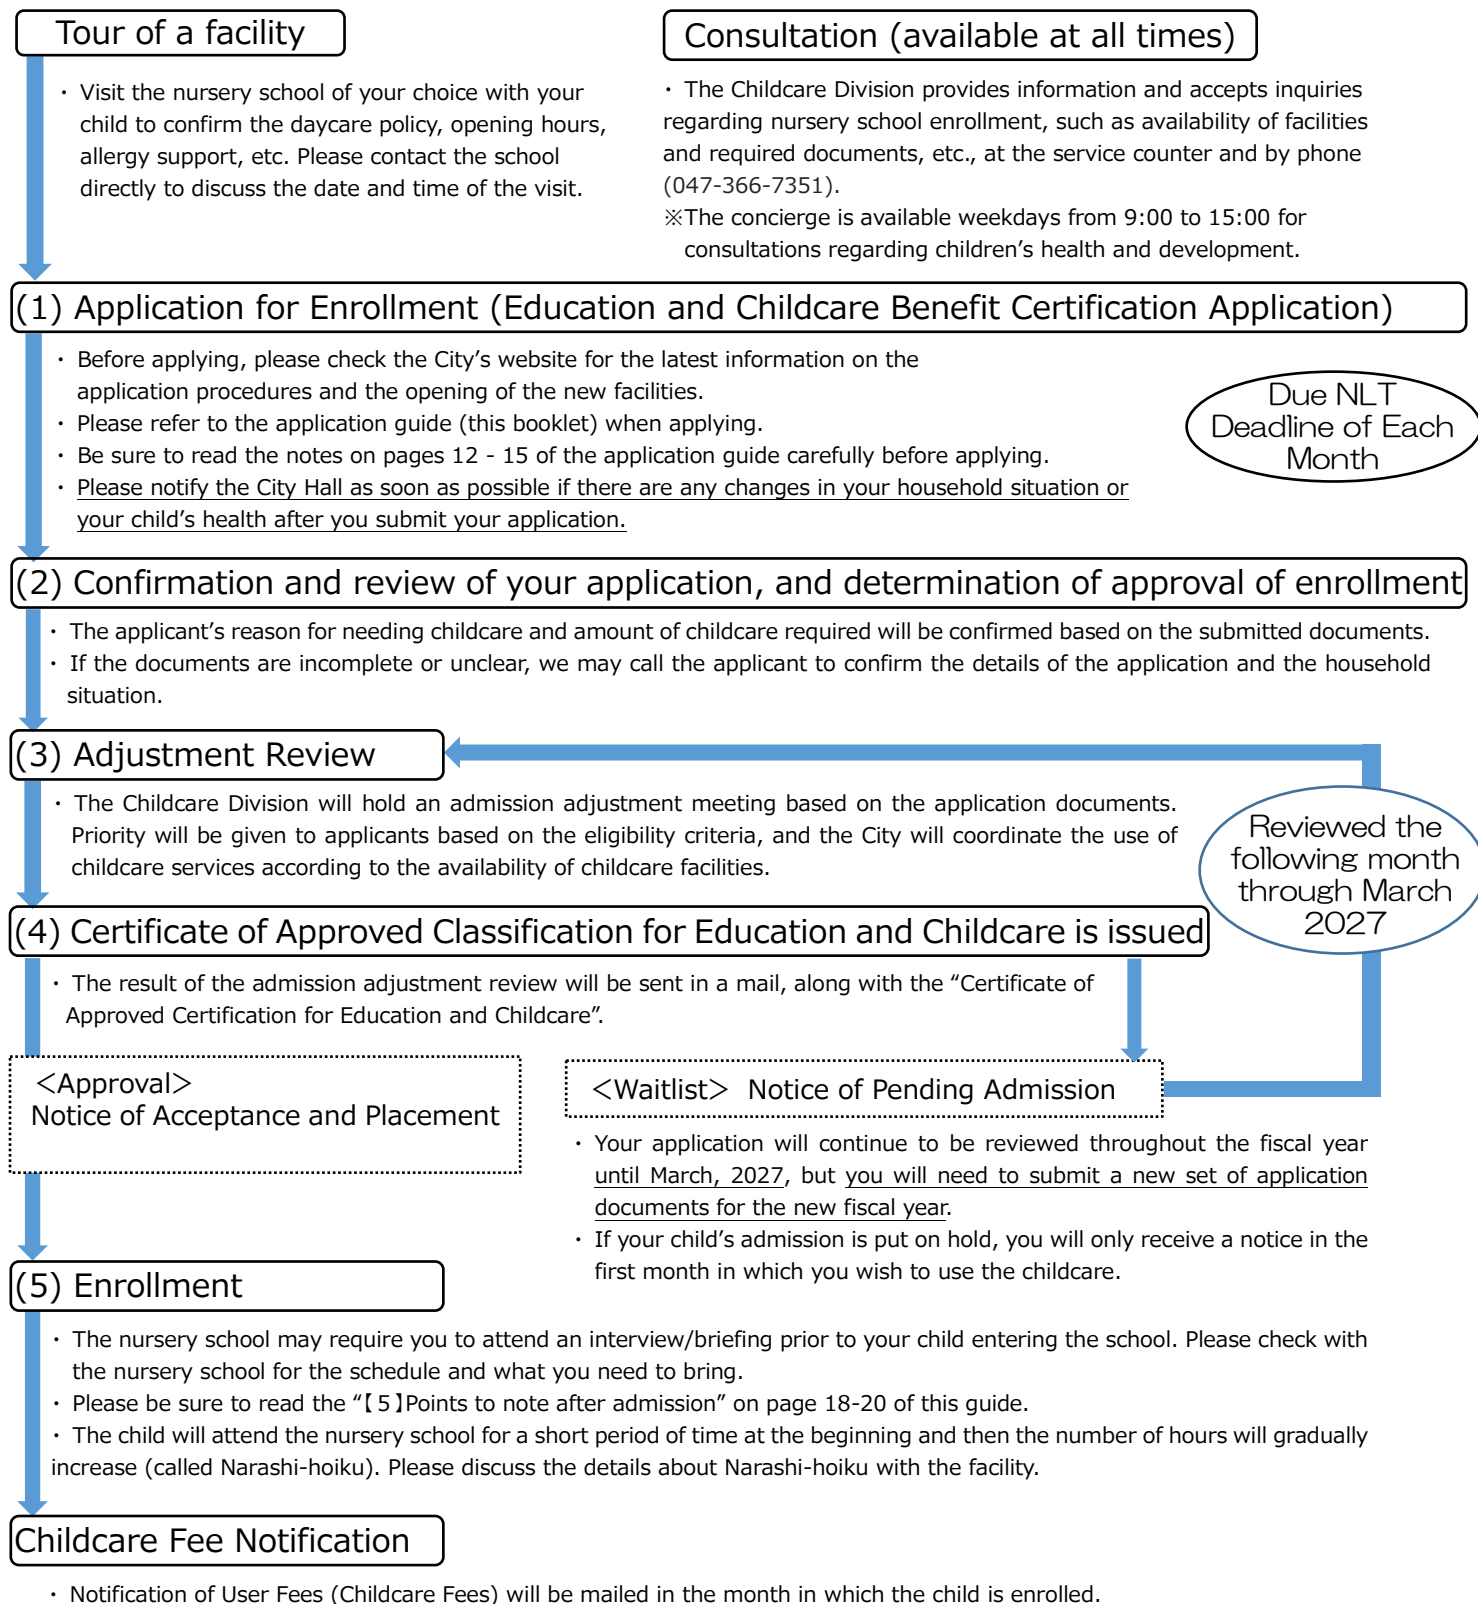 Tour of a facility
・ Visit the nursery school of your choice with your
child to confirm the daycare policy, opening hours,
allergy support, etc. Please contact the school
directly to discuss the date and time of the visit.
Consultation (available at all times)
・ The Childcare Division provides information and accepts inquiries
regarding nursery school enrollment, such as availability of facilities
and required documents, etc., at the service counter and by phone
(047-366-7351).
※The concierge is available weekdays from 9:00 to 15:00 for
consultations regarding children’s health and development.
(1) Application for Enrollment (Education and Childcare Benefit Certification Application)
・ Before applying, please check the City’s website for the latest information on the
application procedures and the opening of the new facilities.
・ Please refer to the application guide (this booklet) when applying.
・ Be sure to read the notes on pages 12 - 15 of the application guide carefully before applying.
・ Please notify the City Hall as soon as possible if there are any changes in your household situation or
your child’s health after you submit your application.
Due NLT
Deadline of Each
Month
(2) Confirmation and review of your application, and determination of approval of enrollment
・ The applicant’s reason for needing childcare and amount of childcare required will be confirmed based on the submitted documents.
・ If the documents are incomplete or unclear, we may call the applicant to confirm the details of the application and the household
situation.
(3) Adjustment Review
・ The Childcare Division will hold an admission adjustment meeting based on the application documents.
Priority will be given to applicants based on the eligibility criteria, and the City will coordinate the use of
childcare services according to the availability of childcare facilities.
Reviewed the
following month
through March
2027
(4) Certificate of Approved Classification for Education and Childcare is issued
・ The result of the admission adjustment review will be sent in a mail, along with the “Certificate of
Approved Certification for Education and Childcare”.
<Approval>
Notice of Acceptance and Placement
<Waitlist> Notice of Pending Admission
・ Your application will continue to be reviewed throughout the fiscal year
until March, 2027, but you will need to submit a new set of application
documents for the new fiscal year.
・ If your child’s admission is put on hold, you will only receive a notice in the
first month in which you wish to use the childcare.
(5) Enrollment
・ The nursery school may require you to attend an interview/briefing prior to your child entering the school. Please check with
the nursery school for the schedule and what you need to bring.
・ Please be sure to read the “【５】Points to note after admission” on page 18-20 of this guide.
・ The child will attend the nursery school for a short period of time at the beginning and then the number of hours will gradually
increase (called Narashi-hoiku). Please discuss the details about Narashi-hoiku with the facility.
Childcare Fee Notification
・ Notification of User Fees (Childcare Fees) will be mailed in the month in which the child is enrolled.